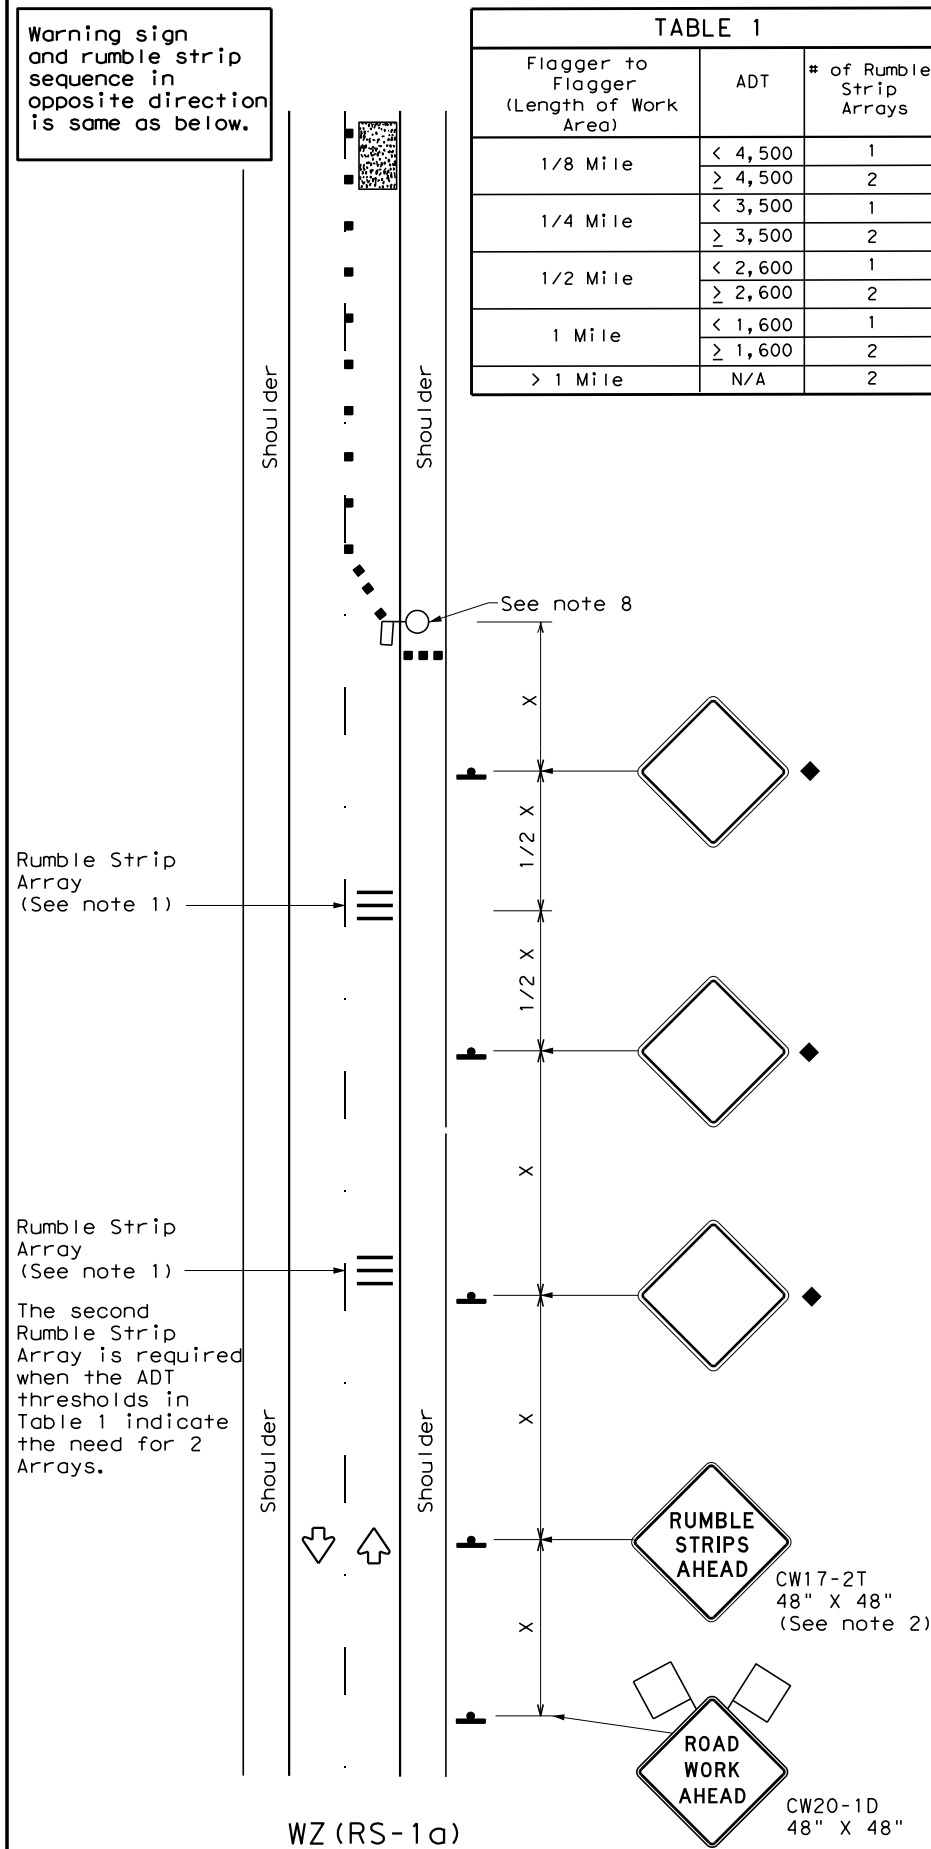 Warning sign
and rumble strip
sequence in
opposite direction
is same as below.
TABLE 1
Flagger to
Flagger
(Length of Work
Area)
ADT
# of Rumble
Strip
Arrays
1/8 Mile
< 4,500
1
≥ 4,500
2
1/4 Mile
< 3,500
1
≥ 3,500
2
1/2 Mile
< 2,600
1
≥ 2,600
2
1 Mile
< 1,600
1
≥ 1,600
2
> 1 Mile
N/A
2
Shoulder
Shoulder
See note 8
X
1/2 X
Rumble Strip
Array
(See note 1)
1/2 X
X
Rumble Strip
Array
(See note 1)
The second
Rumble Strip
Array is required
when the ADT
thresholds in
Table 1 indicate
the need for 2
Arrays.
Shoulder
Shoulder
X
RUMBLE
STRIPS
AHEAD
CW17-2T
48" X 48"
(See note 2)
X
ROAD
WORK
AHEAD
CW20-1D
48" X 48"
WZ(RS-1a)